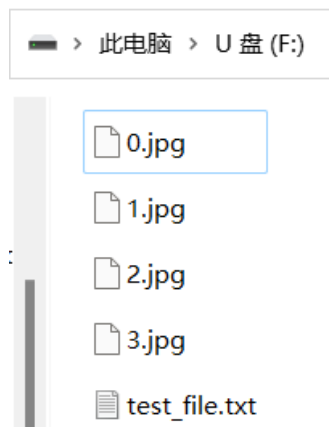 此电脑 > U 盘 (F:)
0.jpg
1.jpg
2.jpg
3.jpg
test_file.txt